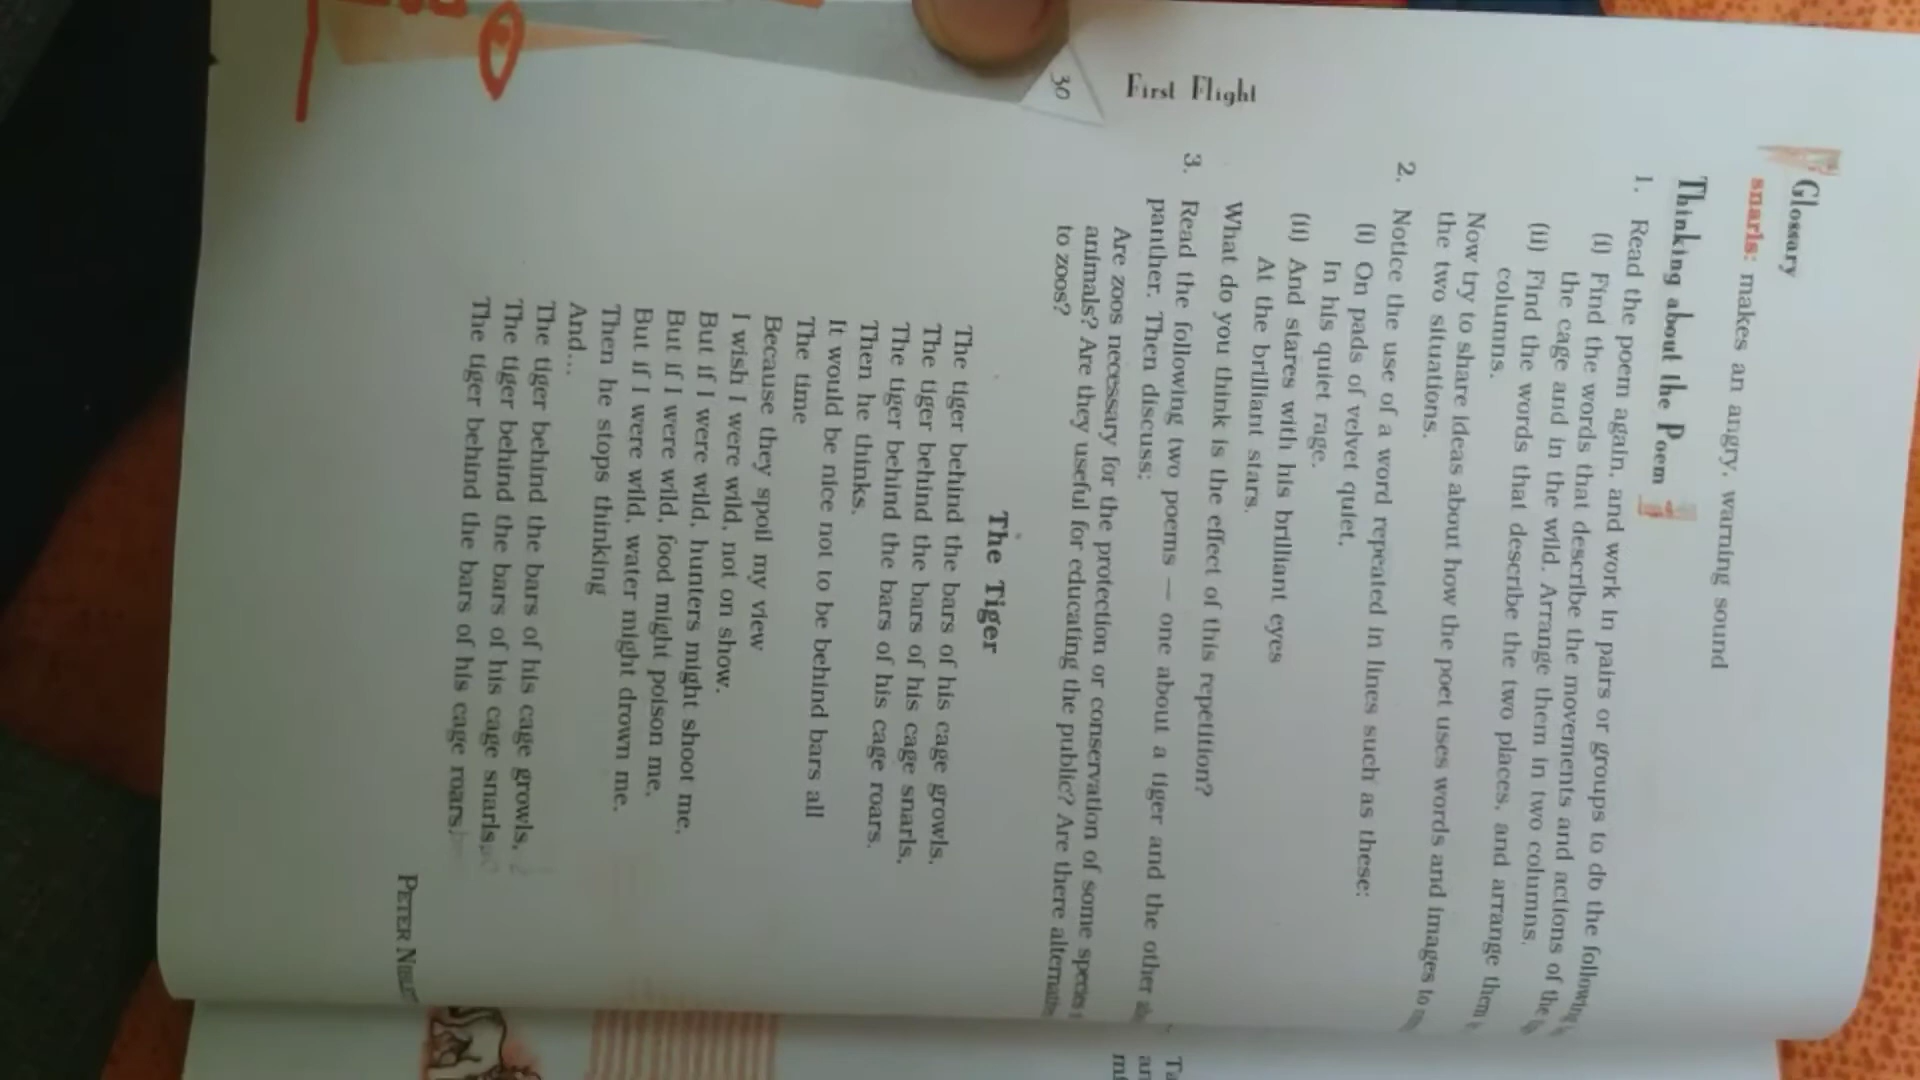 Glossary
snarls: makes an angry, warning sound
Thinking about the Poem
1. Read the poem again, and work in pairs or groups to do the following
(i) Find the words that describe the movements and actions of the
the cage and in the wild. Arrange them in two columns.
(ii) Find the words that describe the two places, and arrange them
columns.
Now try to share ideas about how the poet uses words and images to
the two situations.
2. Notice the use of a word repeated in lines such as these:
(i) On pads of velvet quiet,
In his quiet rage.
(ii) And stares with his brilliant eyes
At the brilliant stars.
What do you think is the effect of this repetition?
3. Read the following two poems — one about a tiger and the other
panther. Then discuss:
Are zoos necessary for the protection or conservation of some species
animals? Are they useful for educating the public? Are there
to zoos?
The Tiger
The tiger behind the bars of his cage growls,
The tiger behind the bars of his cage snarls,
The tiger behind the bars of his cage roars.
Then he thinks.
It would be nice not to be behind bars all
The time
Because they spoil my view
I wish I were wild, not on show.
But if I were wild, hunters might shoot me,
But if I were wild, food might poison me,
But if I were wild, water might drown me.
Then he stops thinking
And...
The tiger behind the bars of his cage growls,
The tiger behind the bars of his cage snarls,
The tiger behind the bars of his cage roars.
PETER
30
First Flight